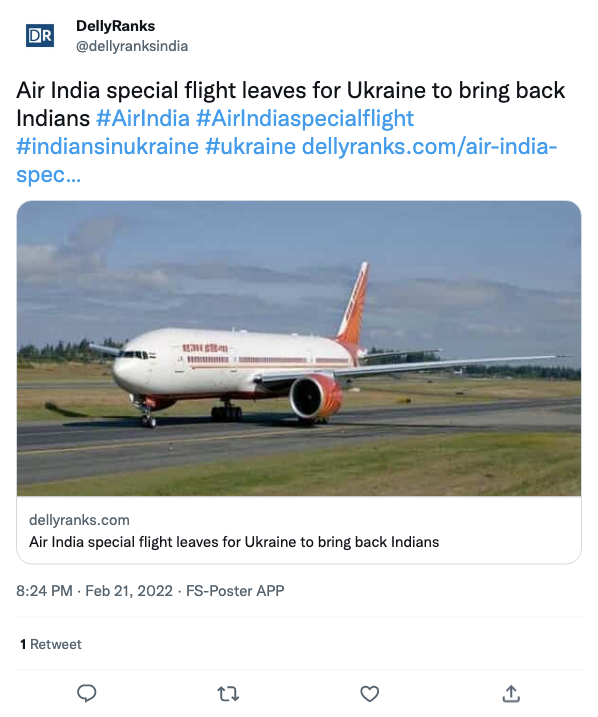 DR
DellyRanks
@dellyranksindia
Air India special flight leaves for Ukraine to bring back
Indians #AirIndia #AirIndiaspecialflight
#indiansinukraine #ukraine dellyranks.com/air-india-
spec...
dellyranks.com
Air India special flight leaves for Ukraine to bring back Indians
8:24 PM · Feb 21, 2022 · FS-Poster APP
1 Retweet